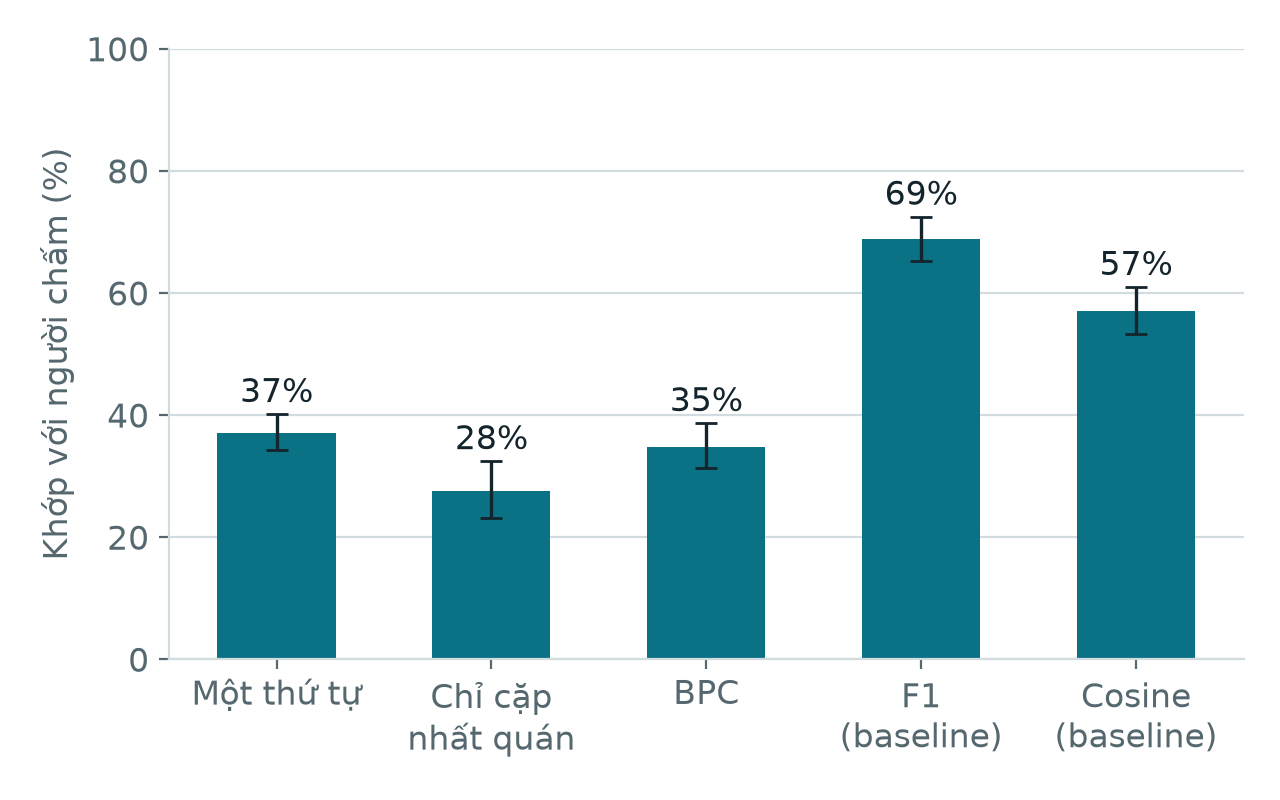 Khớp với người chấm (%)
100
80
60
40
20
0
37%
28%
35%
69%
57%
Một thứ tự
Chỉ cặp
nhất quán
BPC
F1
(baseline)
Cosine
(baseline)